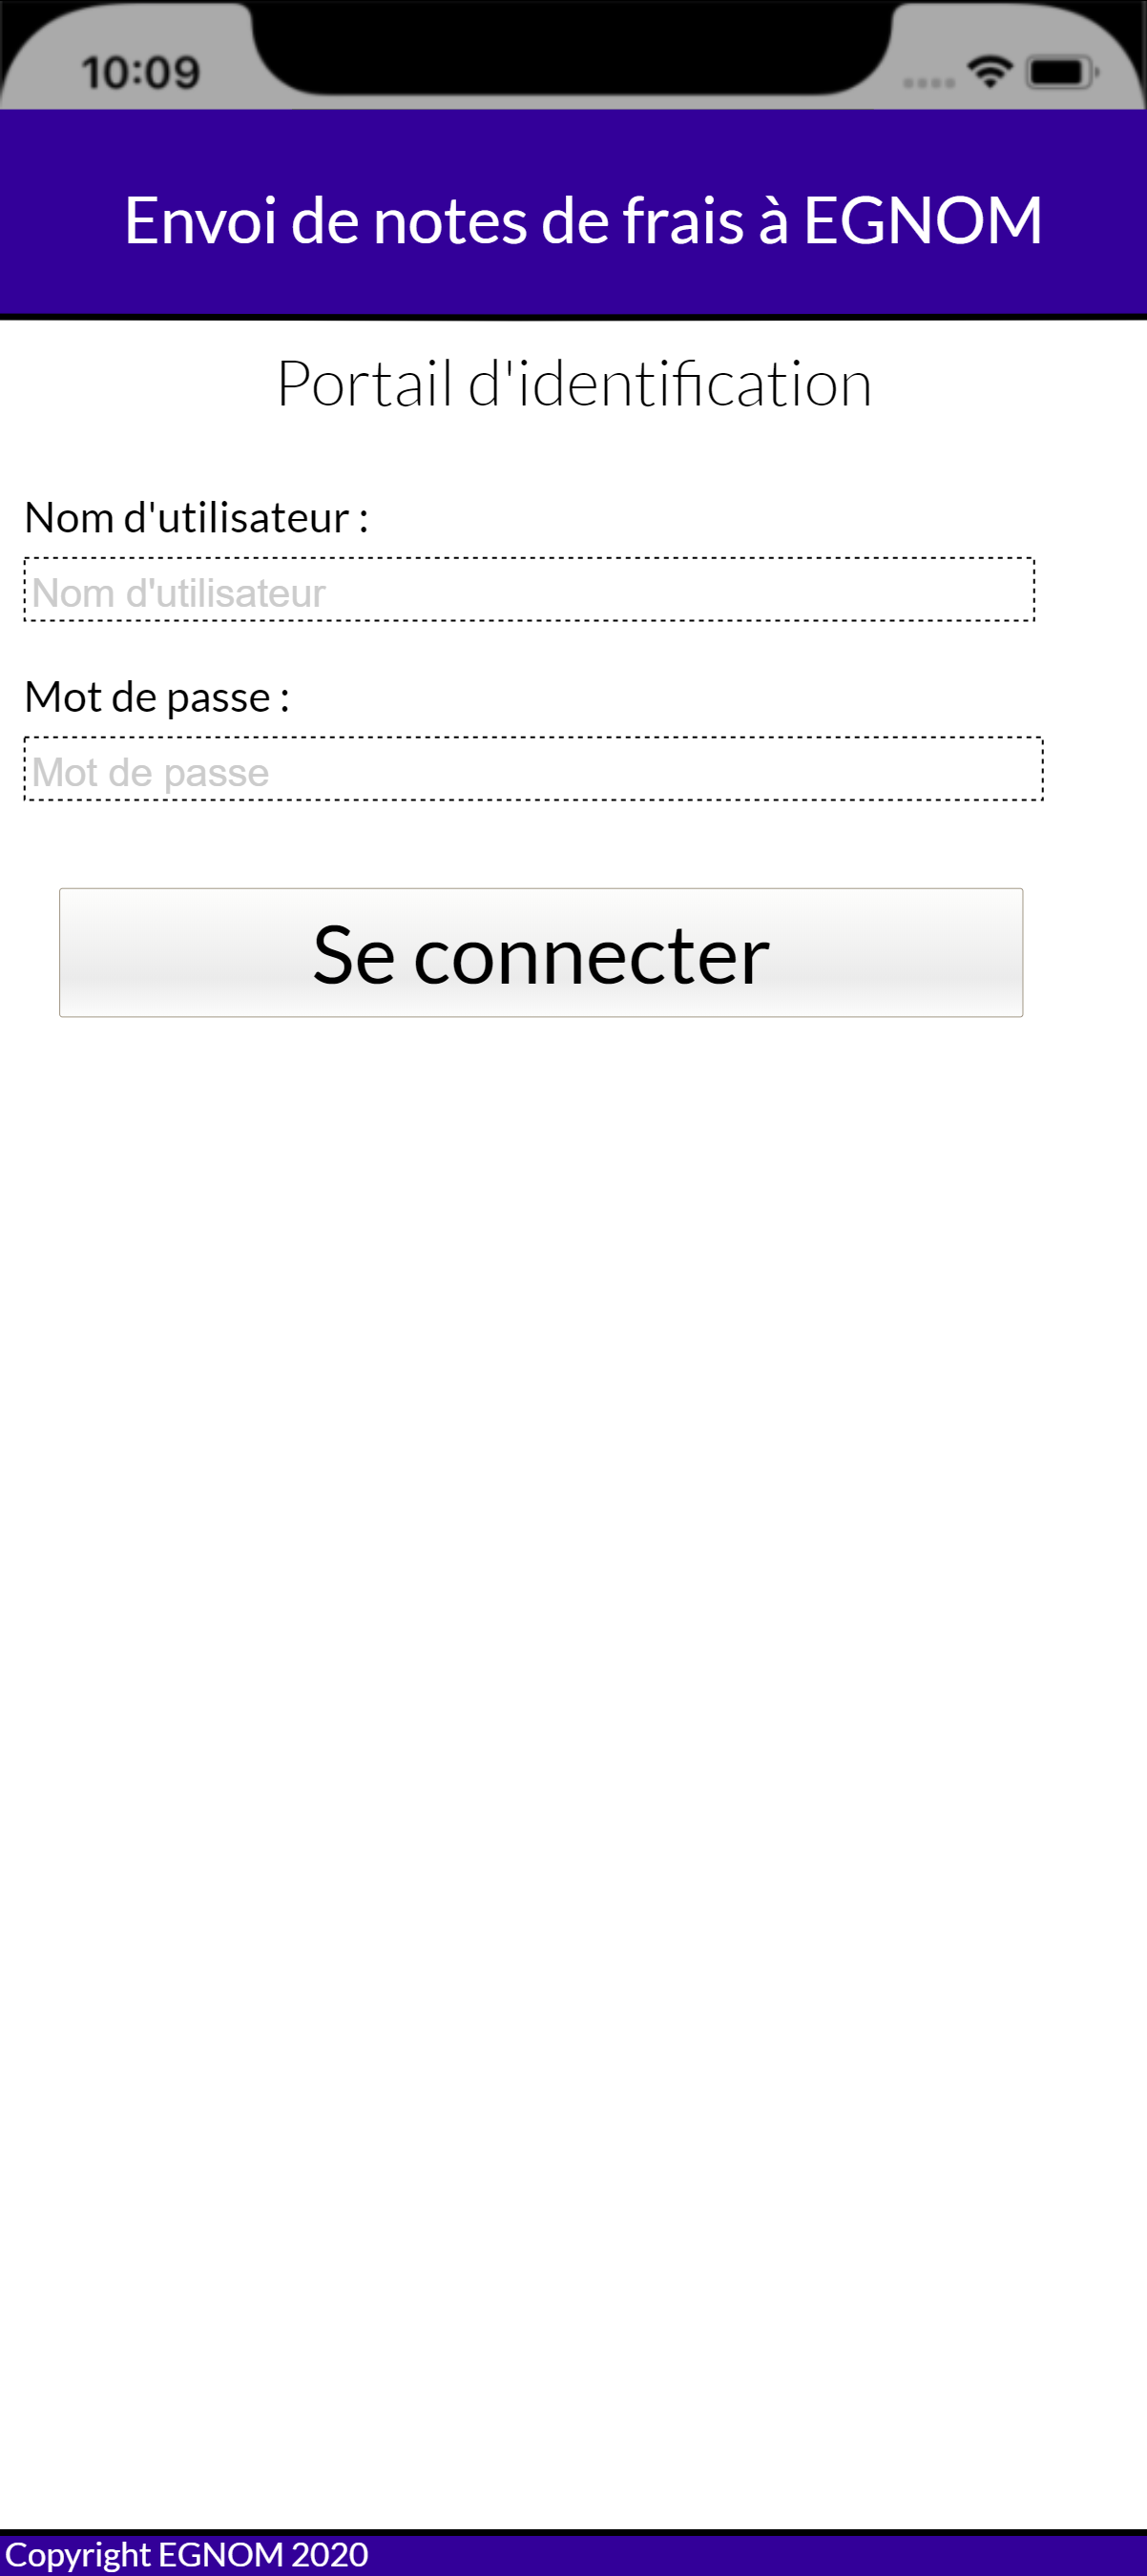 10:09
Envoi de notes de frais à EGNOM
Portail d'identification
Nom d'utilisateur :
Nom d'utilisateur
Mot de passe :
Mot de passe
Se connecter
Copyright EGNOM 2020